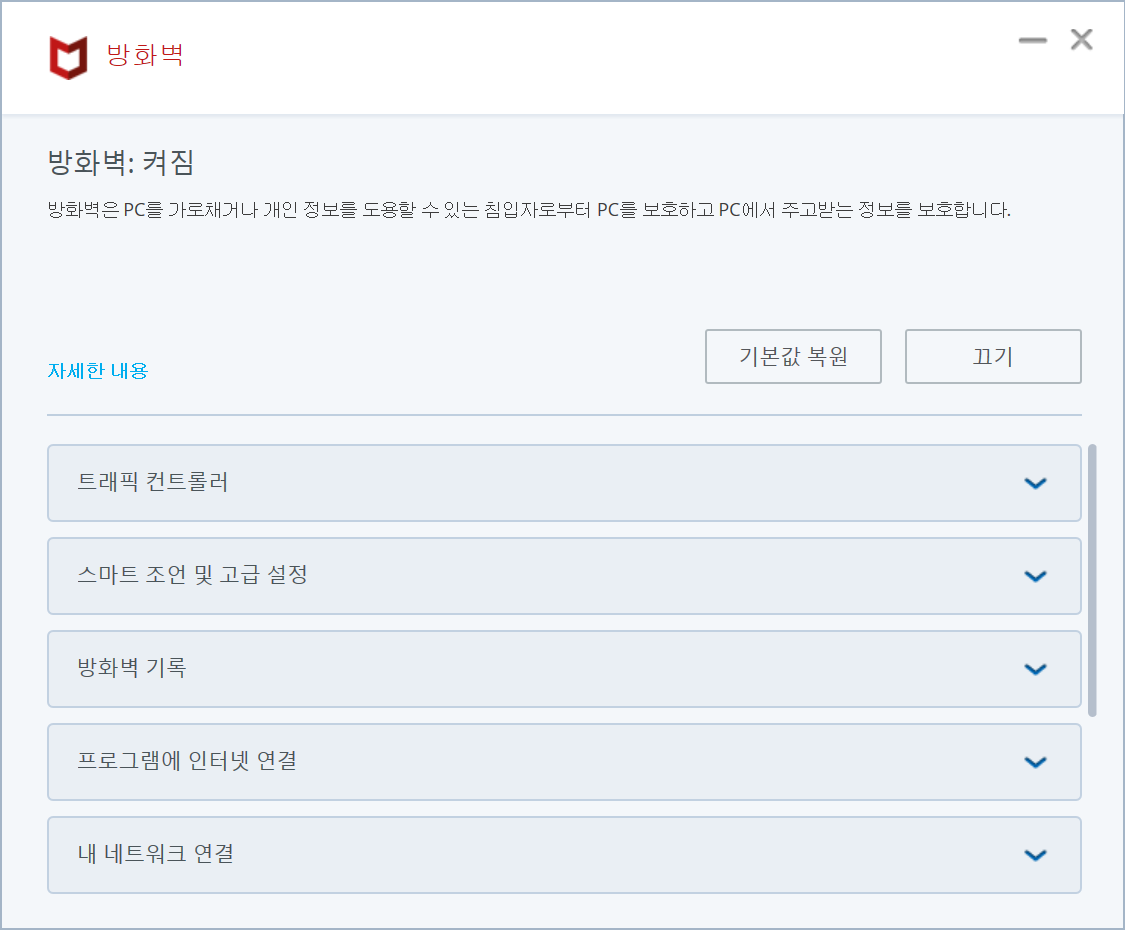 방화벽
방화벽: 켜짐
방화벽은 PC를 가로채거나 개인 정보를 도용할 수 있는 침입자로부터 PC를 보호하고 PC에서 주고받는 정보를 보호합니다.
자세한 내용
기본값 복원
끄기
트래픽 컨트롤러
스마트 조언 및 고급 설정
방화벽 기록
프로그램에 인터넷 연결
내 네트워크 연결